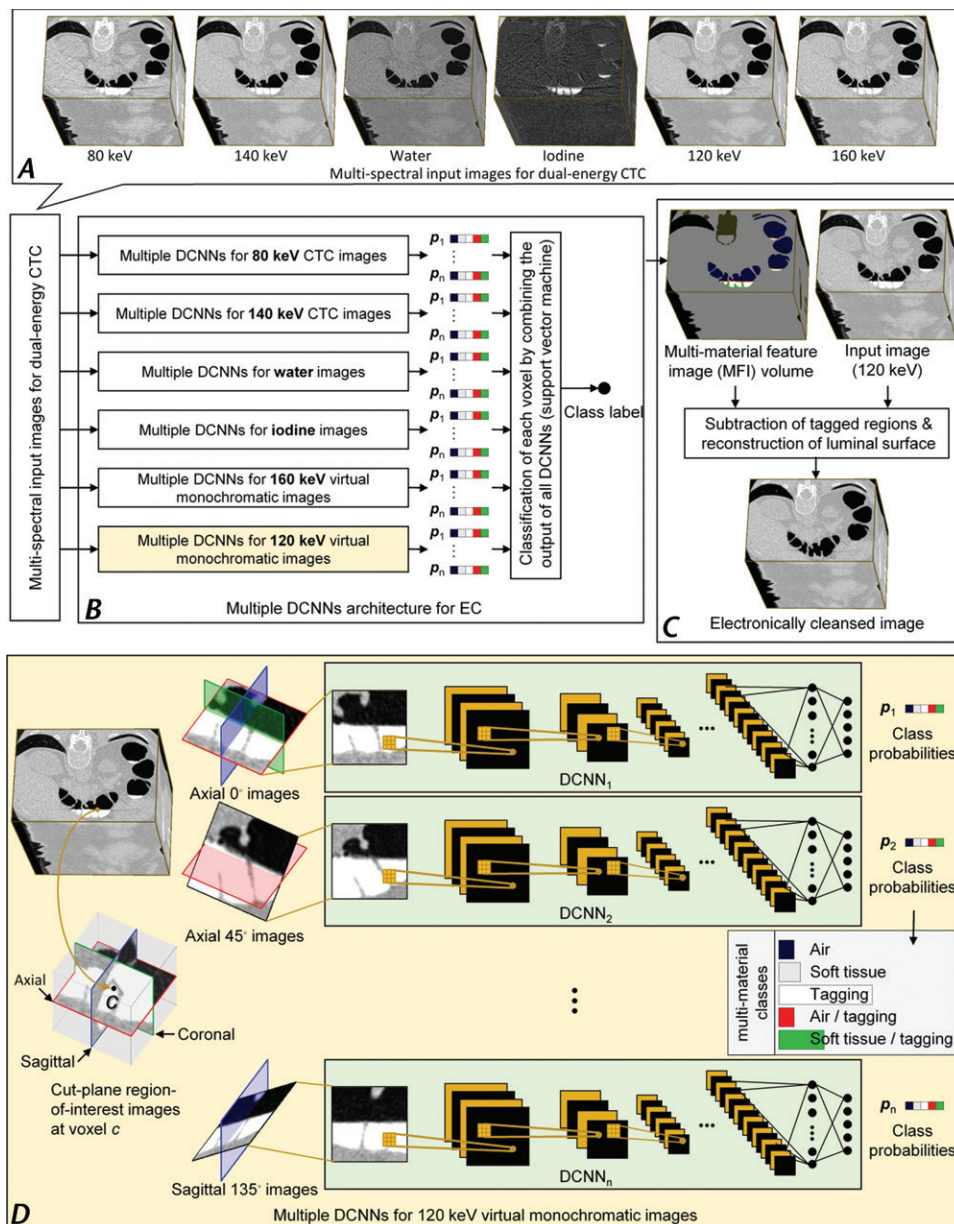 80 keV
140 keV
Water
Iodine
120 keV
160 keV
Multi-spectral input images for dual-energy CTC
A
Multi-spectral input images for dual-energy CTC
Multiple DCNNs for 80 keV CTC images
Multiple DCNNs for 140 keV CTC images
Multiple DCNNs for water images
Multiple DCNNs for iodine images
Multiple DCNNs for 160 keV virtual
monochromatic images
Multiple DCNNs for 120 keV virtual
monochromatic images
p1
⋮
pn
p1
⋮
pn
p1
⋮
pn
p1
⋮
pn
p1
⋮
pn
p1
⋮
pn
Classification of each voxel by combining the
output of all DCNNs (support vector machine)
Class label
B
Multiple DCNNs architecture for EC
Multi-material feature
image (MFI) volume
Input image
(120 keV)
Subtraction of tagged regions &
reconstruction of luminal surface
C
Electronically cleansed image
Axial 0° images
DCNN1
...
p1
Class
probabilities
Axial 45° images
DCNN2
...
p2
Class
probabilities
C
Axial
Coronal
Sagittal
Cut-plane region-
of-interest images
at voxel c
multi-material
classes
Air
Soft tissue
Tagging
Air / tagging
Soft tissue / tagging
⋮
Sagittal 135° images
DCNNn
...
pn
Class
probabilities
D
Multiple DCNNs for 120 keV virtual monochromatic images